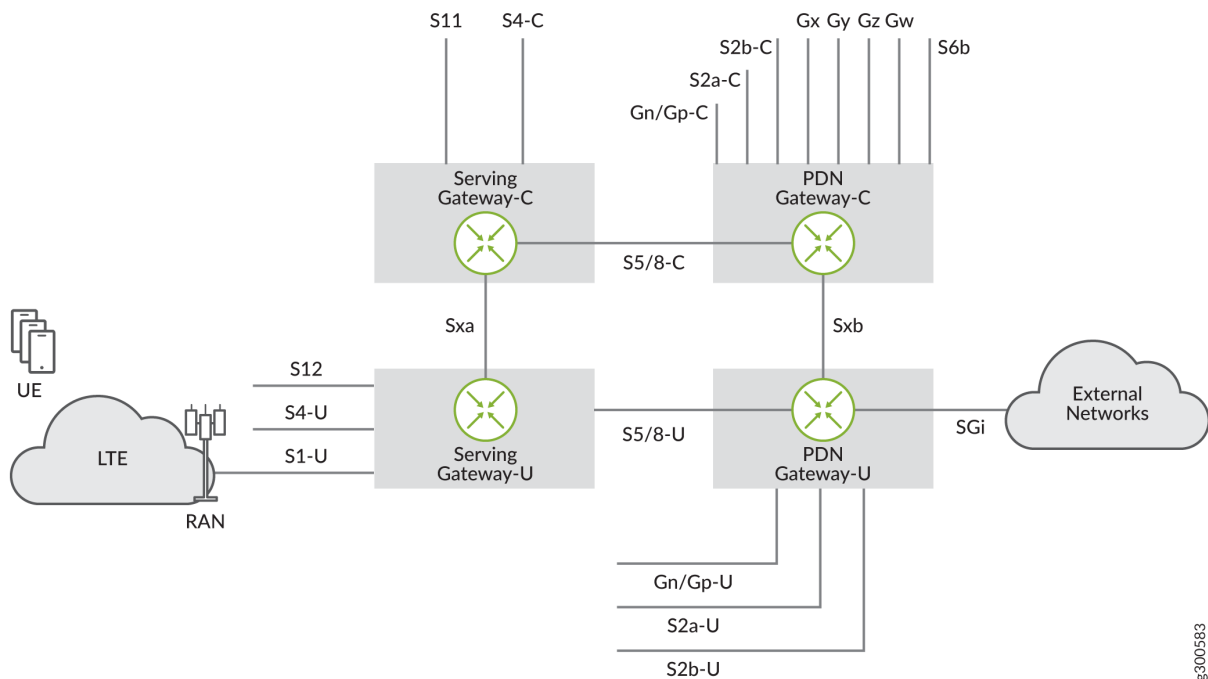 S11
S4-C
Gx Gy Gz Gw
S2b-C
S6b
S2a-C
Gn/Gp-C
Serving
Gateway-C
PDN
Gateway-C
S5/8-C
Sxa
Sxb
UE
S12
S4-U
S1-U
LTE
RAN
Serving
Gateway-U
S5/8-U
PDN
Gateway-U
SGi
External
Networks
Gn/Gp-U
S2a-U
S2b-U
g300583